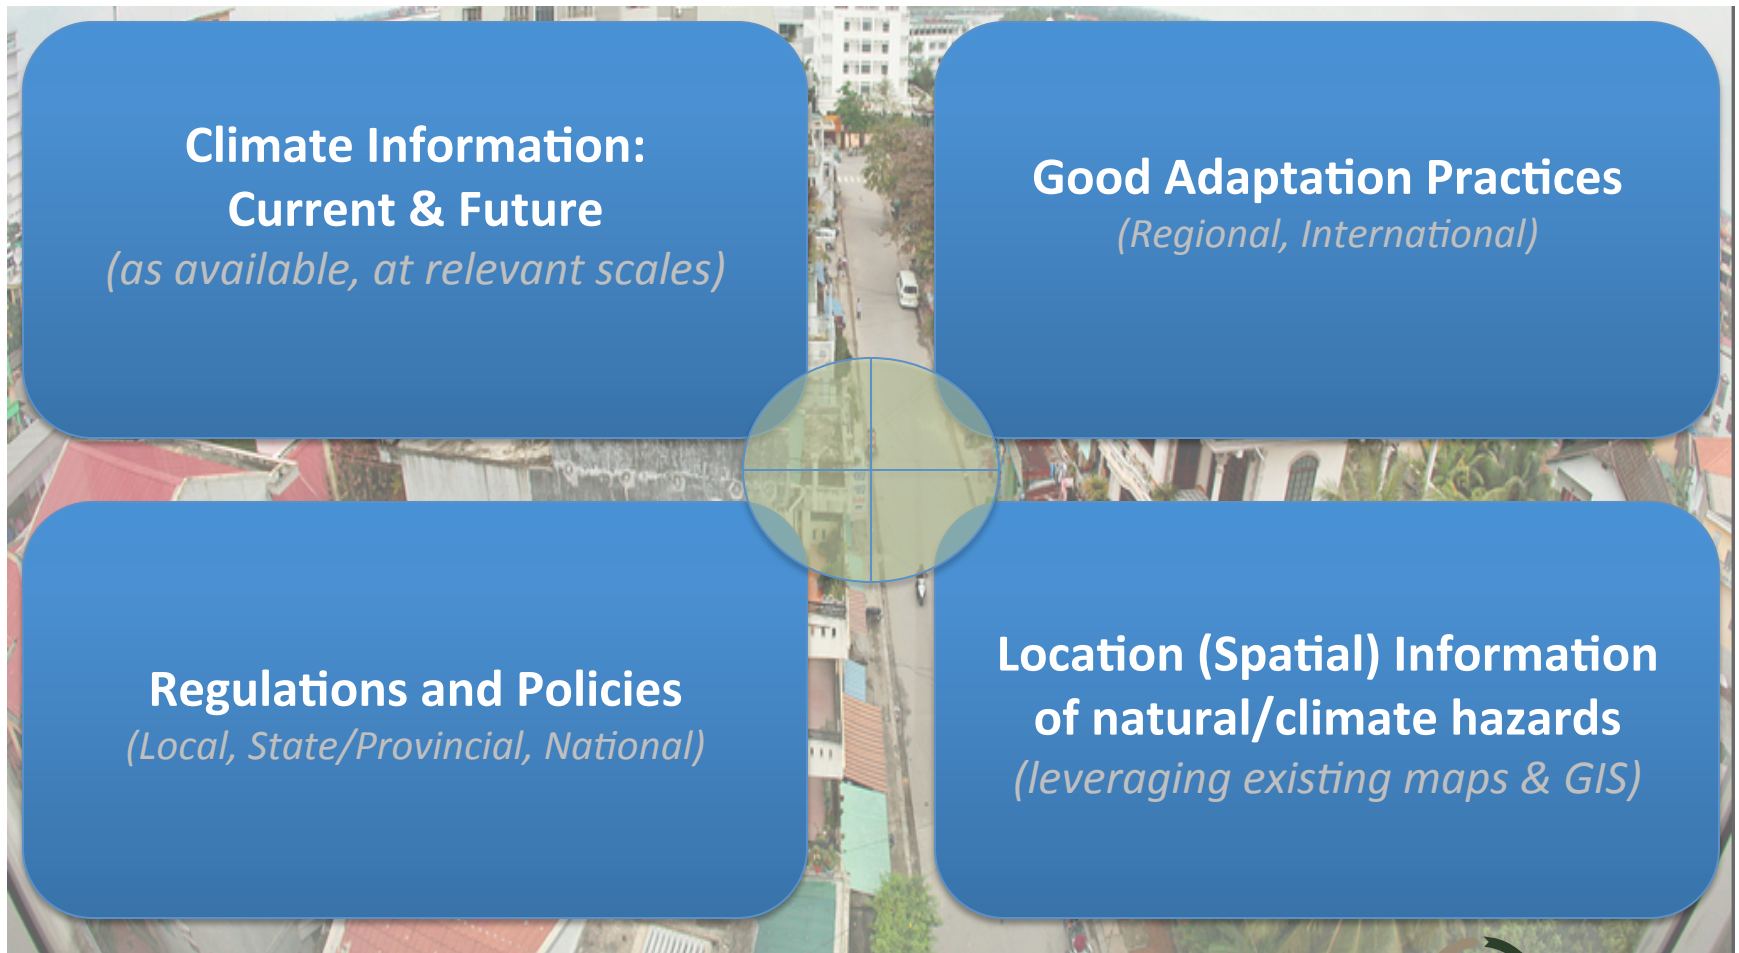 Climate Information:
Current & Future
(as available, at relevant scales)
Good Adaptation Practices
(Regional, International)
Regulations and Policies
(Local, State/Provincial, National)
Location (Spatial) Information
of natural/climate hazards
(leveraging existing maps & GIS)